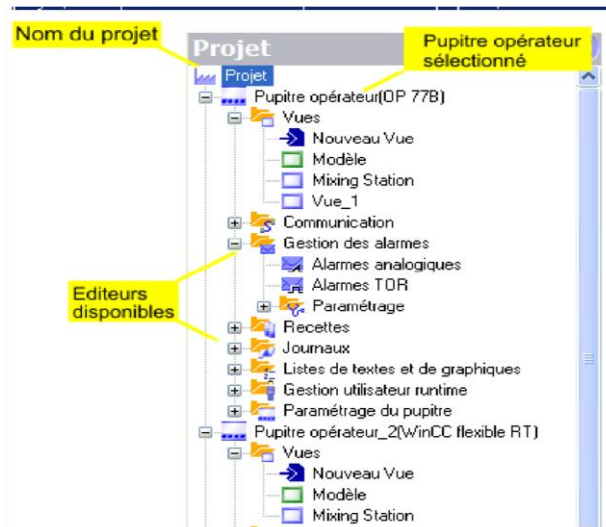 Nom du projet
Projet
Pupitre opérateur
sélectionné
Projet
Pupitre opérateur(OP 77B)
Vues
Nouveau Vue
Modèle
Mixing Station
Vue_1
Communication
Gestion des alarmes
Alarmes analogiques
Alarmes TOR
Paramétrage
Editeurs
disponibles
Recettes
Journaux
Listes de textes et de graphiques
Gestion utilisateur runtime
Paramétrage du pupitre
Pupitre opérateur_2(WinCC flexible RT)
Vues
Nouveau Vue
Modèle
Mixing Station